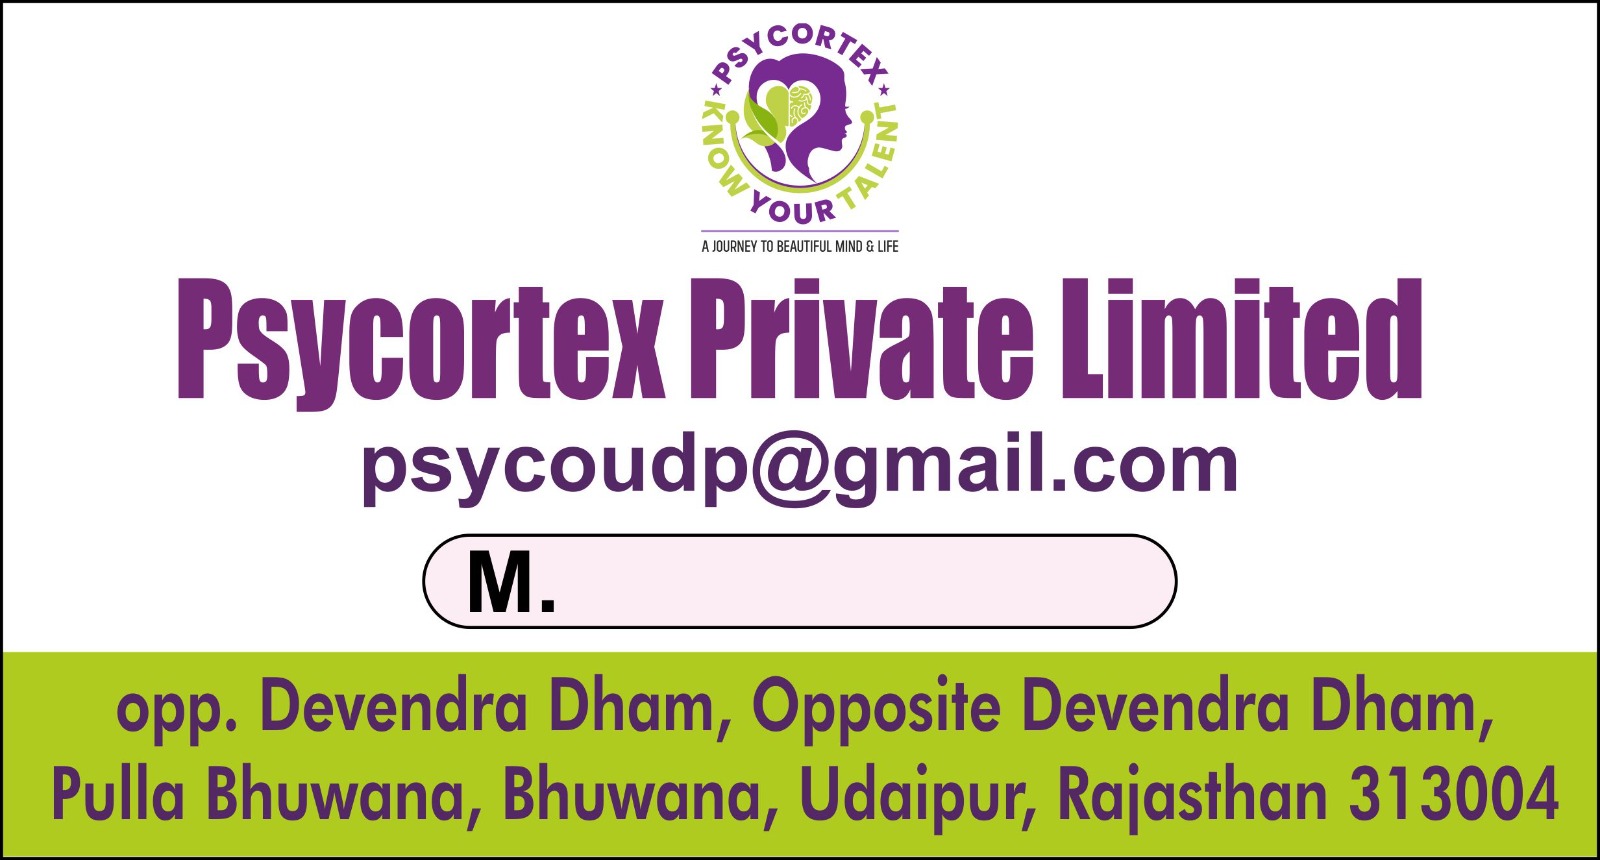 PSYCORTEX
KNOW YOUR TALENT
A JOURNEY TO BEAUTIFUL MIND & LIFE
Psycortex Private Limited
psycoudp@gmail.com
M.
opp. Devendra Dham, Opposite Devendra Dham,
Pulla Bhuwana, Bhuwana, Udaipur, Rajasthan 313004